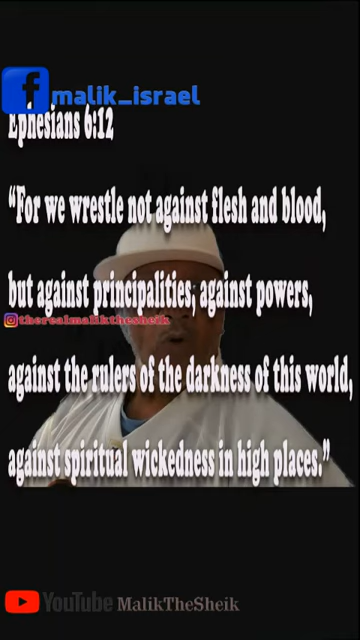 malik_israel
Ephesians 6:12
“For we wrestle not against flesh and blood,
but against principalities, against powers,
therealmalikthesheik
against the rulers of the darkness of this world,
against spiritual wickedness in high places.”
YouTube MalikTheSheik